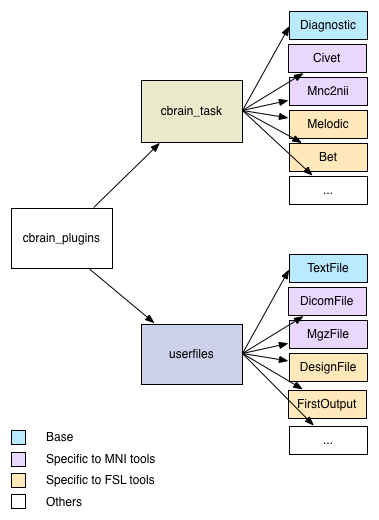 Diagnostic
Civet
cbrain_task
Mnc2nii
Melodic
Bet
...
cbrain_plugins
TextFile
DicomFile
MgzFile
userfiles
DesignFile
FirstOutput
...
Base
Specific to MNI tools
Specific to FSL tools
Others